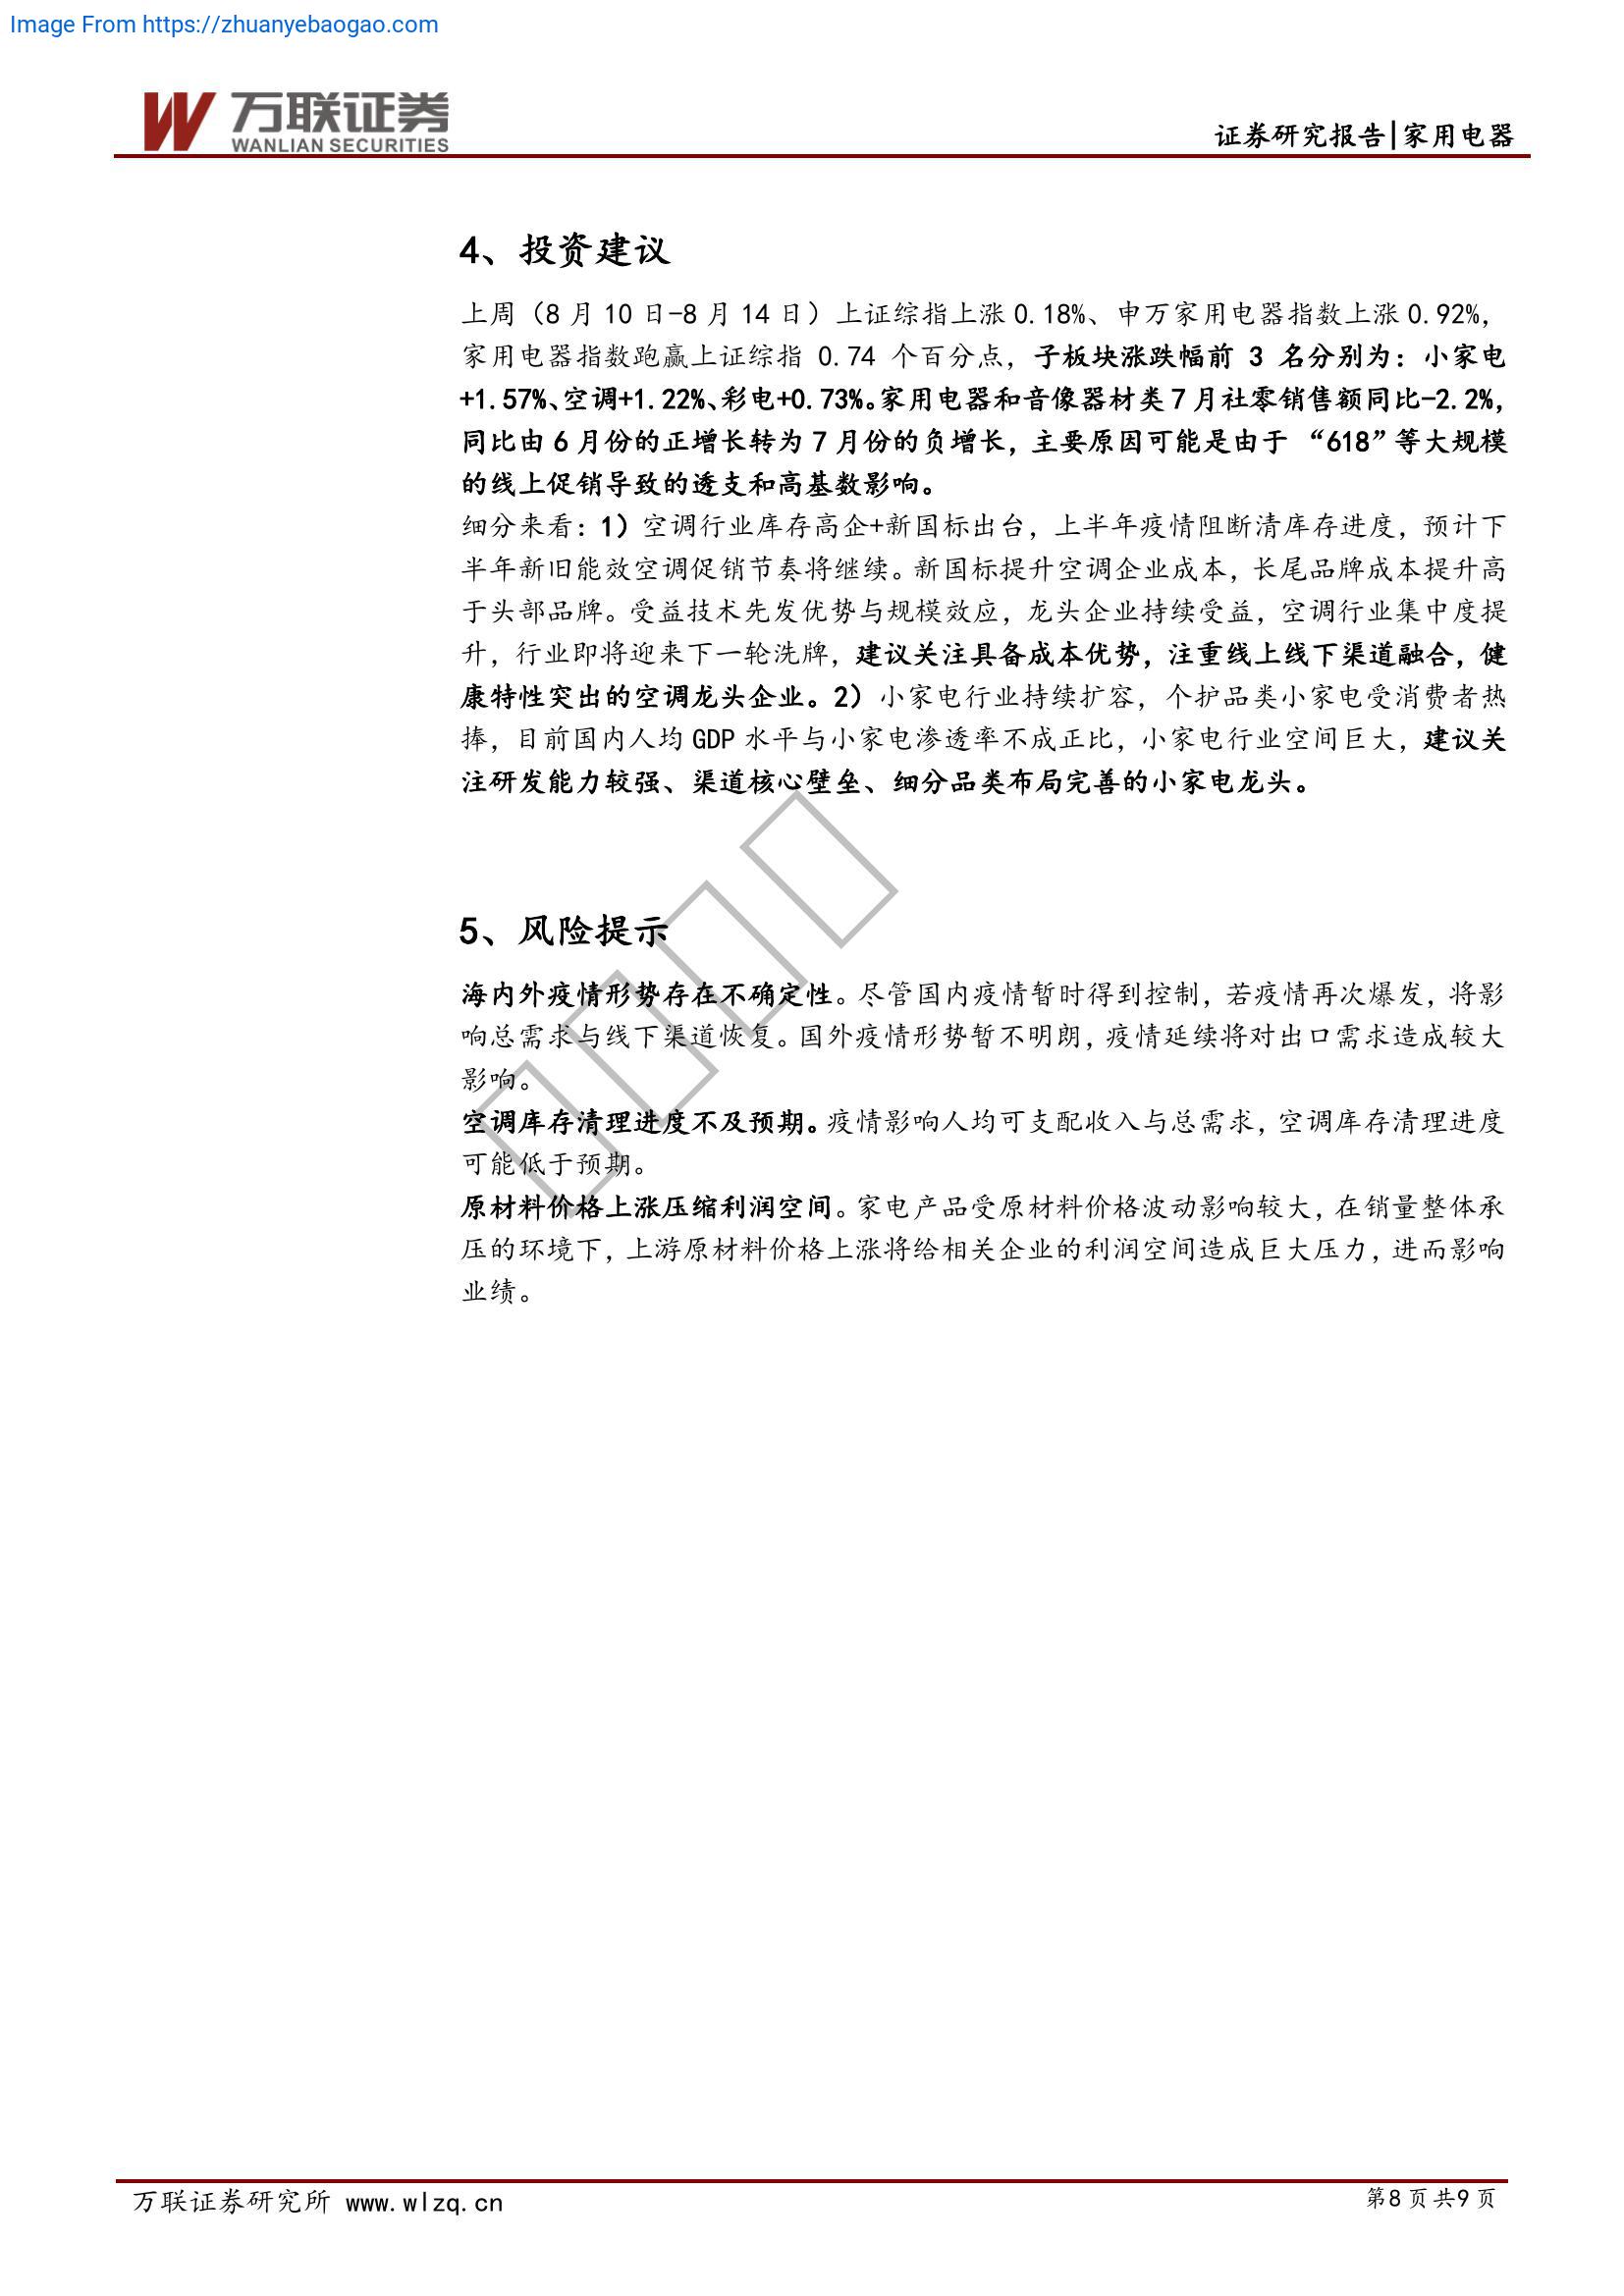 Image From https://zhuanyebaogao.com
万联证券
WANLIAN SECURITIES
证券研究报告|家用电器
4、投资建议
上周（8 月 10 日-8 月 14 日）上证综指上涨 0.18%、申万家用电器指数上涨 0.92%，
家用电器指数跑赢上证综指 0.74 个百分点，子板块涨跌幅前 3 名分别为：小家电
+1.57%、空调+1.22%、彩电+0.73%。家用电器和音像器材类 7 月社零销售额同比-2.2%，
同比由 6 月份的正增长转为 7 月份的负增长，主要原因可能是由于 “618”等大规模
的线上促销导致的透支和高基数影响。
细分来看：1）空调行业库存高企+新国标出台，上半年疫情阻断清库存进度，预计下
半年新旧能效空调促销节奏将继续。新国标提升空调企业成本，长尾品牌成本提升高
于头部品牌。受益技术先发优势与规模效应，龙头企业持续受益，空调行业集中度提
升，行业即将迎来下一轮洗牌，建议关注具备成本优势，注重线上线下渠道融合，健
康特性突出的空调龙头企业。2）小家电行业持续扩容，个护品类小家电受消费者热
捧，目前国内人均 GDP 水平与小家电渗透率不成正比，小家电行业空间巨大，建议关
注研发能力较强、渠道核心壁垒、细分品类布局完善的小家电龙头。
5、风险提示
海内外疫情形势存在不确定性。尽管国内疫情暂时得到控制，若疫情再次爆发，将影
响总需求与线下渠道恢复。国外疫情形势暂不明朗，疫情延续将对出口需求造成较大
影响。
空调库存清理进度不及预期。疫情影响人均可支配收入与总需求，空调库存清理进度
可能低于预期。
原材料价格上涨压缩利润空间。家电产品受原材料价格波动影响较大，在销量整体承
压的环境下，上游原材料价格上涨将给相关企业的利润空间造成巨大压力，进而影响
业绩。
万联证券研究所 www.wlzq.cn
第8 页 共9 页